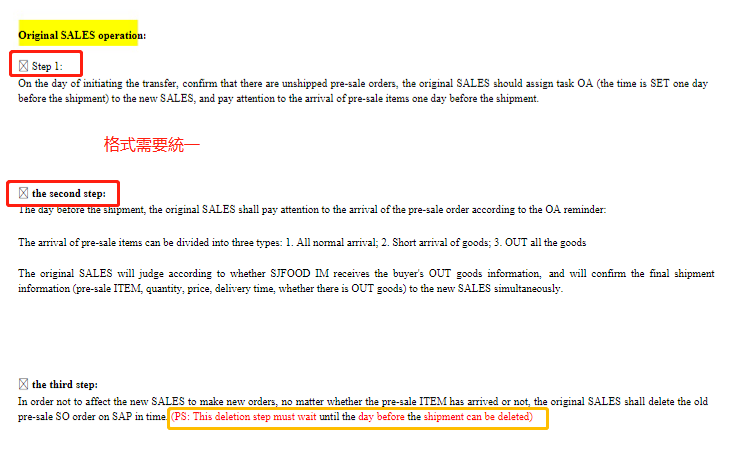 Original SALES operation:
Step 1:
On the day of initiating the transfer, confirm that there are unshipped pre-sale orders, the original SALES should assign task OA (the time is SET one day
before the shipment) to the new SALES, and pay attention to the arrival of pre-sale items one day before the shipment.
格式需要統一
the second step:
The day before the shipment, the original SALES shall pay attention to the arrival of the pre-sale order according to the OA reminder:
The arrival of pre-sale items can be divided into three types: 1. All normal arrival; 2. Short arrival of goods; 3. OUT all the goods
The original SALES will judge according to whether SJFOOD IM receives the buyer's OUT goods information, and will confirm the final shipment
information (pre-sale ITEM, quantity, price, delivery time, whether there is OUT goods) to the new SALES simultaneously.
the third step:
In order not to affect the new SALES to make new orders, no matter whether the pre-sale ITEM has arrived or not, the original SALES shall delete the old
pre-sale SO order on SAP in time. (PS: This deletion step must wait until the day before the shipment can be deleted)